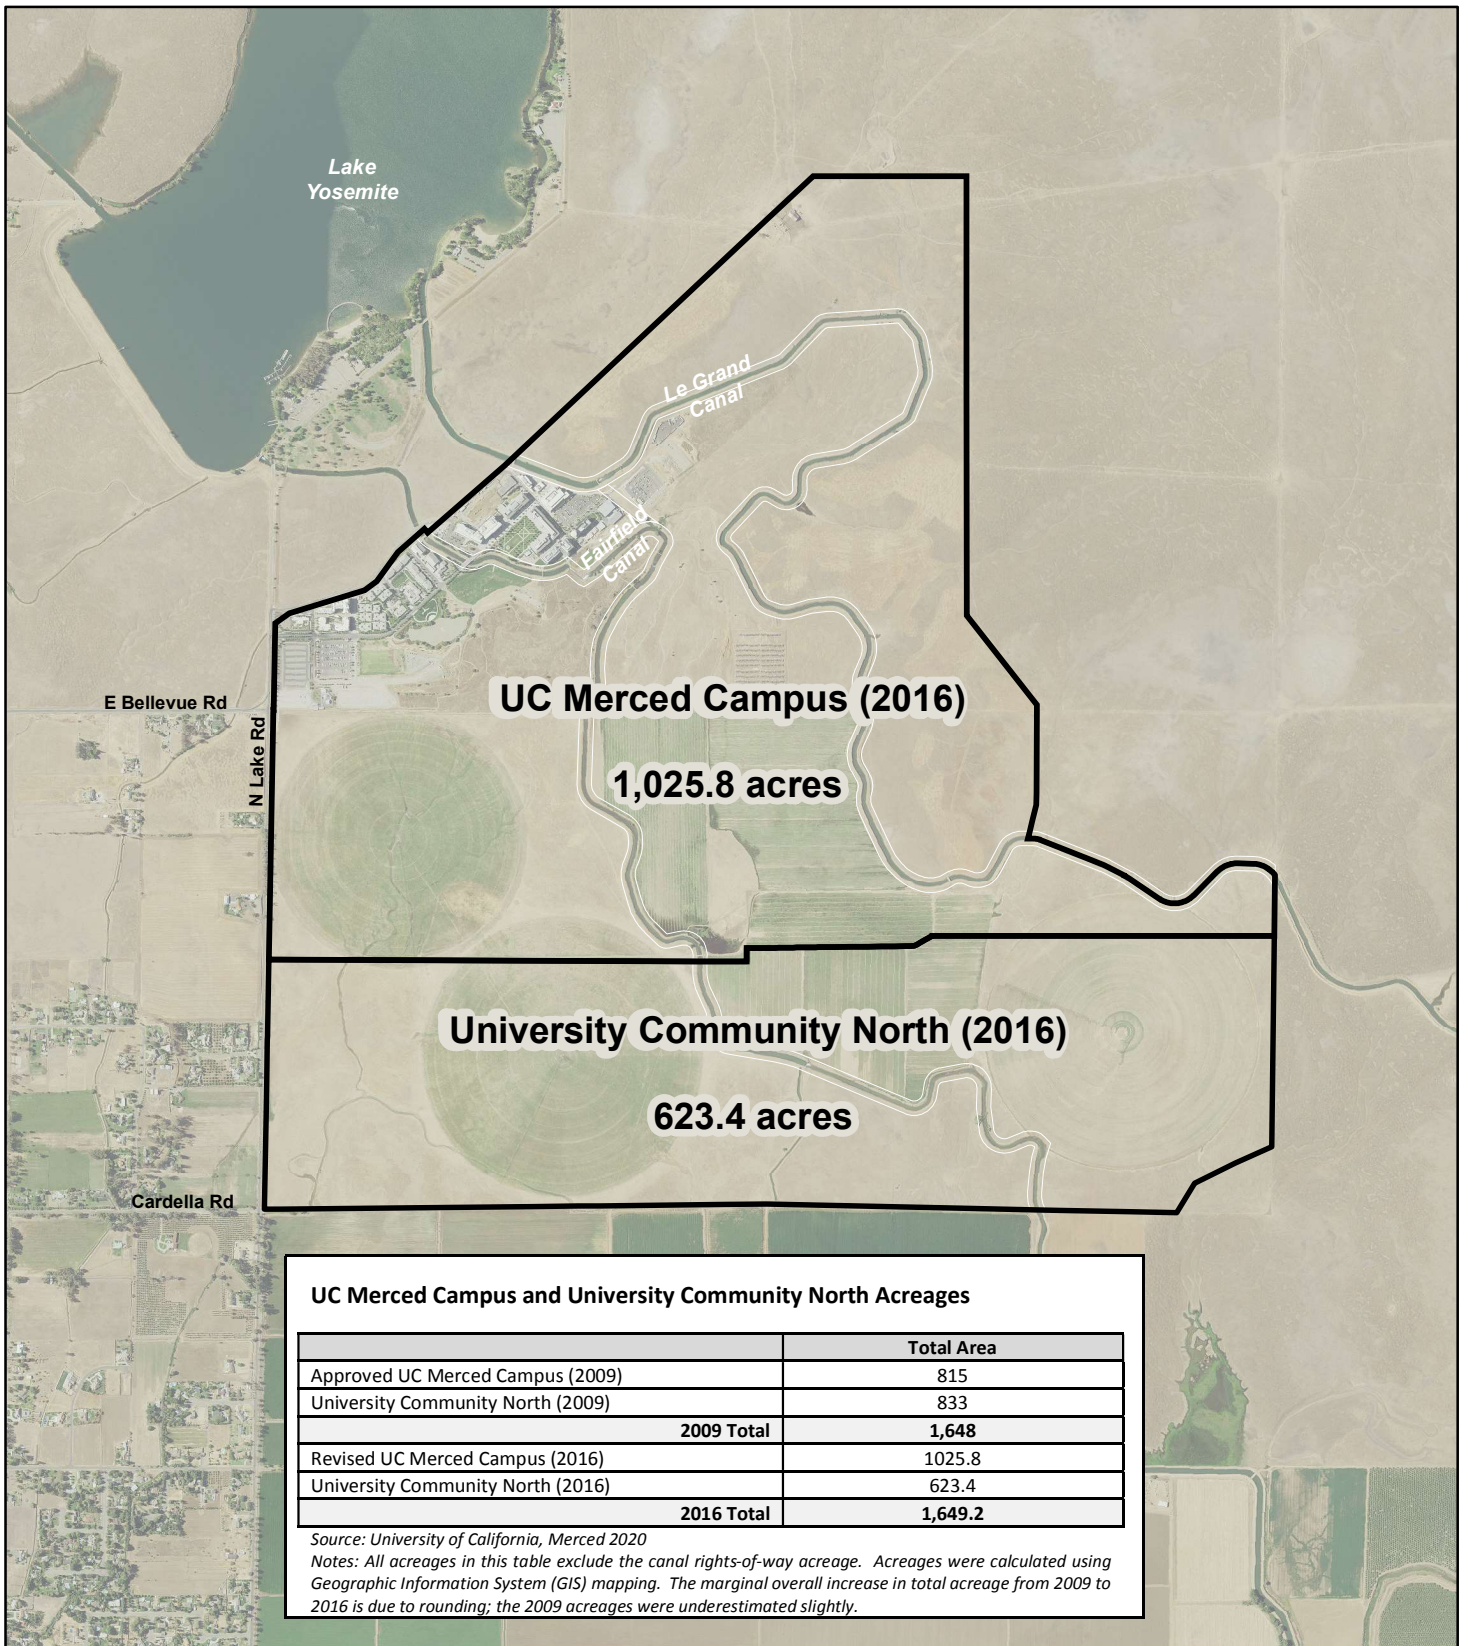 Lake
Yosemite
Le Grand
Canal
Fairfield
Canal
E Bellevue Rd
N Lake Rd
UC Merced Campus (2016)
1,025.8 acres
University Community North (2016)
623.4 acres
Cardella Rd
UC Merced Campus and University Community North Acreages
Total Area
Approved UC Merced Campus (2009) 815
University Community North (2009) 833
2009 Total 1,648
Revised UC Merced Campus (2016) 1025.8
University Community North (2016) 623.4
2016 Total 1,649.2
Source: University of California, Merced 2020
Notes: All acreages in this table exclude the canal rights-of-way acreage. Acreages were calculated using
Geographic Information System (GIS) mapping. The marginal overall increase in total acreage from 2009 to
2016 is due to rounding; the 2009 acreages were underestimated slightly.